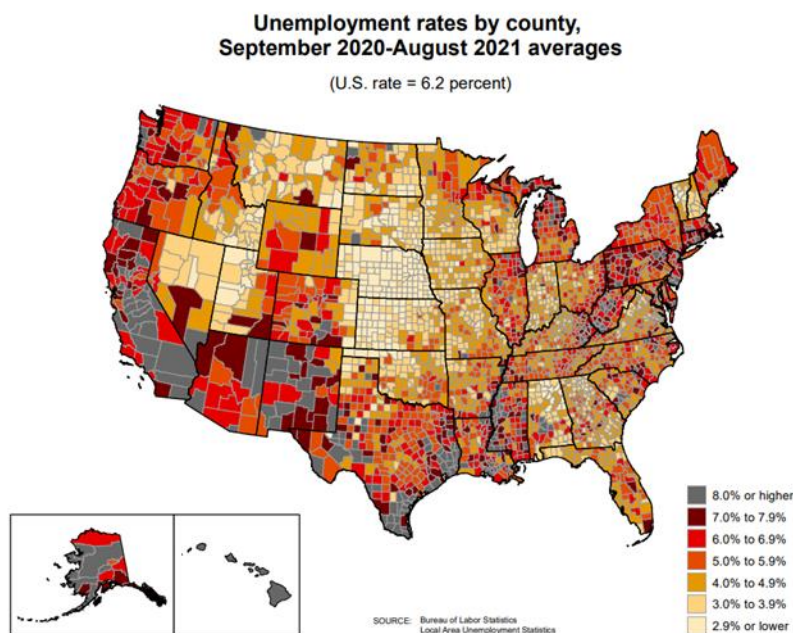 Unemployment rates by county,
September 2020-August 2021 averages
(U.S. rate = 6.2 percent)
8.0% or higher
7.0% to 7.9%
6.0% to 6.9%
5.0% to 5.9%
4.0% to 4.9%
3.0% to 3.9%
2.9% or lower
SOURCE: Bureau of Labor Statistics
Local Area Unemployment Statistics